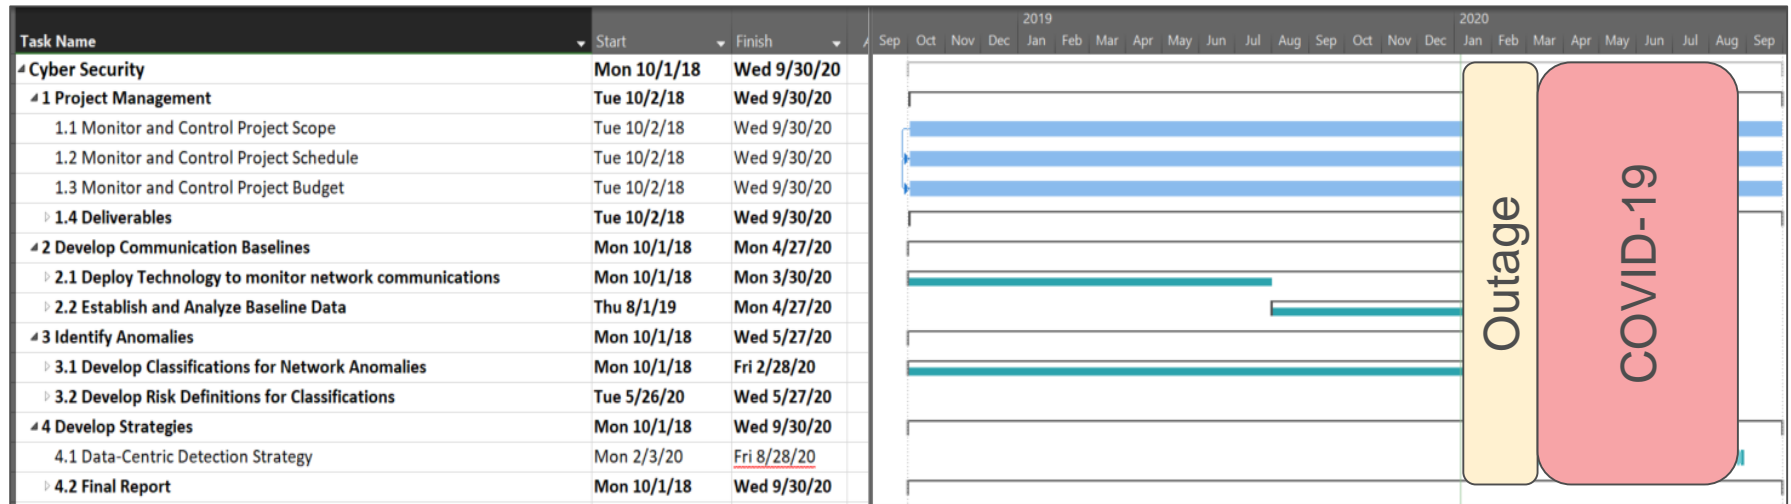 2019 2020
Task Name Start Finish Sep Oct Nov Dec Jan Feb Mar Apr May Jun Jul Aug Sep Oct Nov Dec Jan Feb Mar Apr May Jun Jul Aug Sep
Cyber Security Mon 10/1/18 Wed 9/30/20
1 Project Management Tue 10/2/18 Wed 9/30/20
1.1 Monitor and Control Project Scope Tue 10/2/18 Wed 9/30/20
1.2 Monitor and Control Project Schedule Tue 10/2/18 Wed 9/30/20
1.3 Monitor and Control Project Budget Tue 10/2/18 Wed 9/30/20
1.4 Deliverables Tue 10/2/18 Wed 9/30/20
2 Develop Communication Baselines Mon 10/1/18 Mon 4/27/20
2.1 Deploy Technology to monitor network communications Mon 10/1/18 Mon 3/30/20
2.2 Establish and Analyze Baseline Data Thu 8/1/19 Mon 4/27/20
3 Identify Anomalies Mon 10/1/18 Wed 5/27/20
3.1 Develop Classifications for Network Anomalies Mon 10/1/18 Fri 2/28/20
3.2 Develop Risk Definitions for Classifications Tue 5/26/20 Wed 5/27/20
4 Develop Strategies Mon 10/1/18 Wed 9/30/20
4.1 Data-Centric Detection Strategy Mon 2/3/20 Fri 8/28/20
4.2 Final Report Mon 10/1/18 Wed 9/30/20
Outage
COVID-19